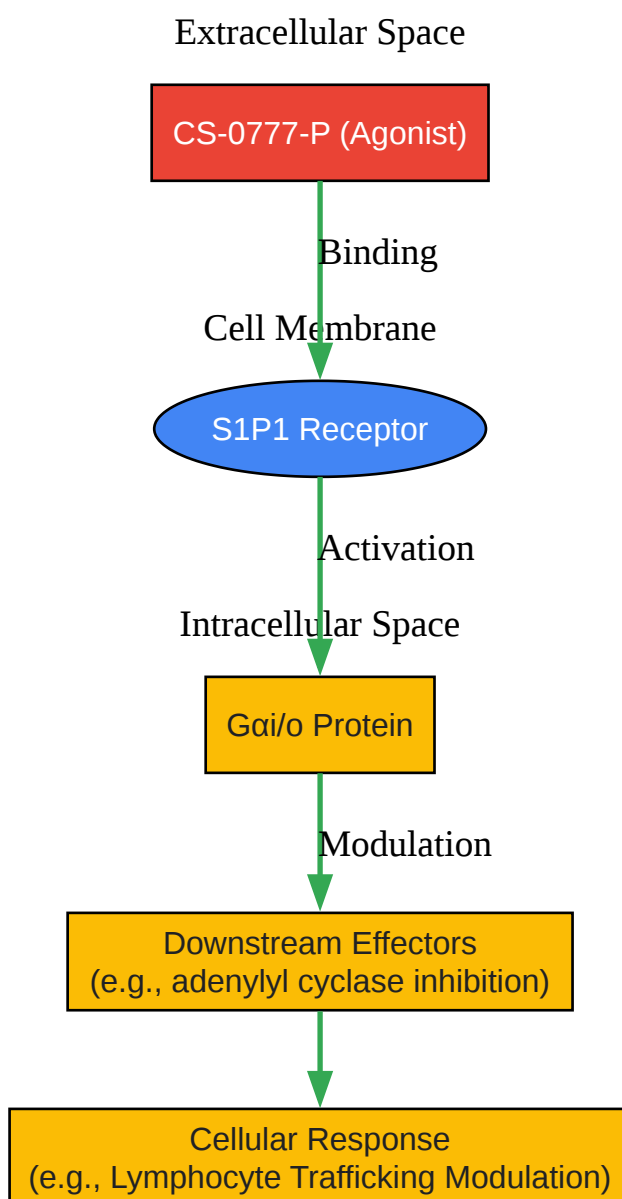 Extracellular Space
CS-0777-P (Agonist)
Binding
Cell Membrane
S1P1 Receptor
Activation
Intracellular Space
Gαi/o Protein
Modulation
Downstream Effectors
(e.g., adenylyl cyclase inhibition)
Cellular Response
(e.g., Lymphocyte Trafficking Modulation)